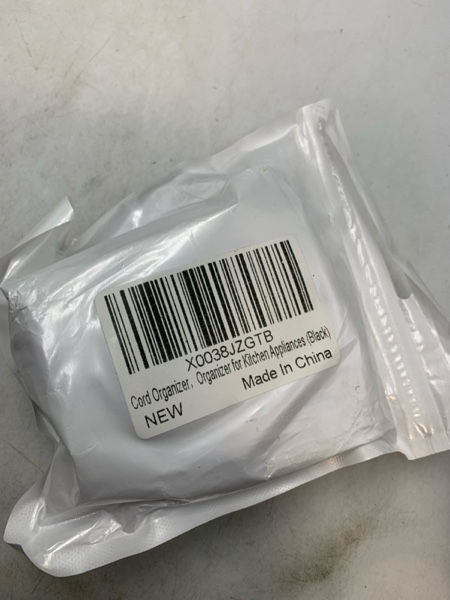 X0038JZGTB
Cord Organizer, Organizer for Kitchen Appliances (Black)
NEW Made In China